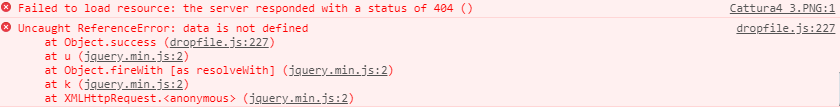 Failed to load resource: the server responded with a status of 404 () Cattura4 3.PNG:1
Uncaught ReferenceError: data is not defined dropfile.js:227
at Object.success (dropfile.js:227)
at u (jquery.min.js:2)
at Object.fireWith [as resolveWith] (jquery.min.js:2)
at k (jquery.min.js:2)
at XMLHttpRequest.<anonymous> (jquery.min.js:2)